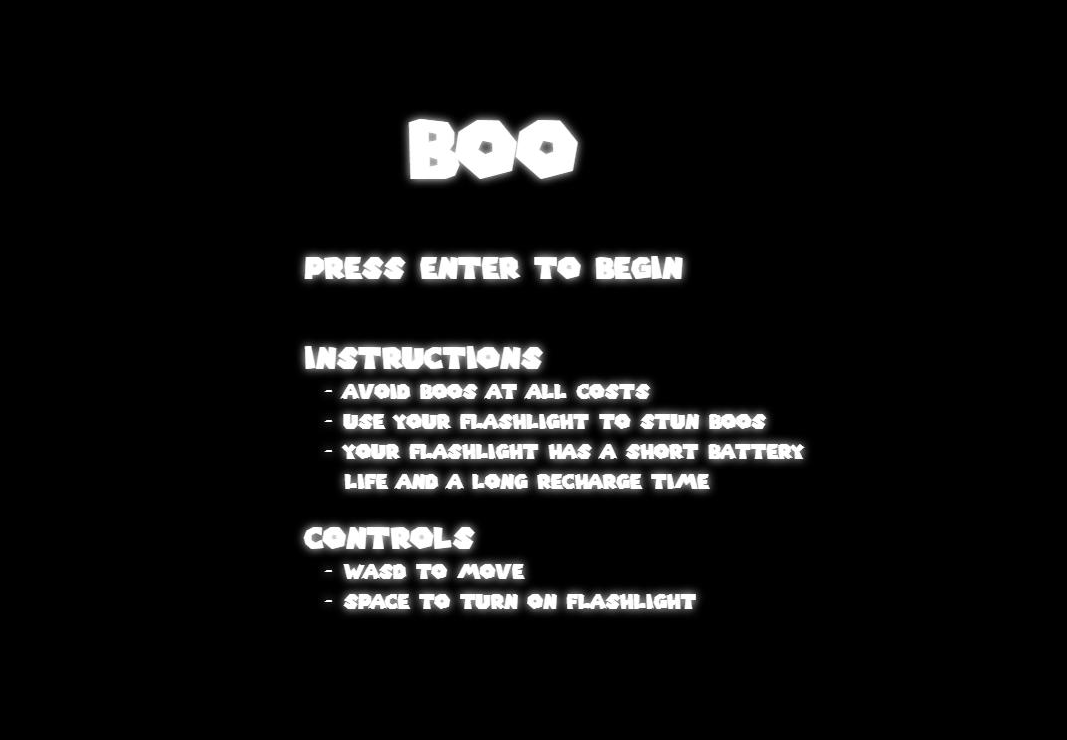 BOO
PRESS ENTER TO BEGIN
INSTRUCTIONS
- AVOID BOOS AT ALL COSTS
- USE YOUR FLASHLIGHT TO STUN BOOS
- YOUR FLASHLIGHT HAS A SHORT BATTERY
LIFE AND A LONG RECHARGE TIME
CONTROLS
- WASD TO MOVE
- SPACE TO TURN ON FLASHLIGHT